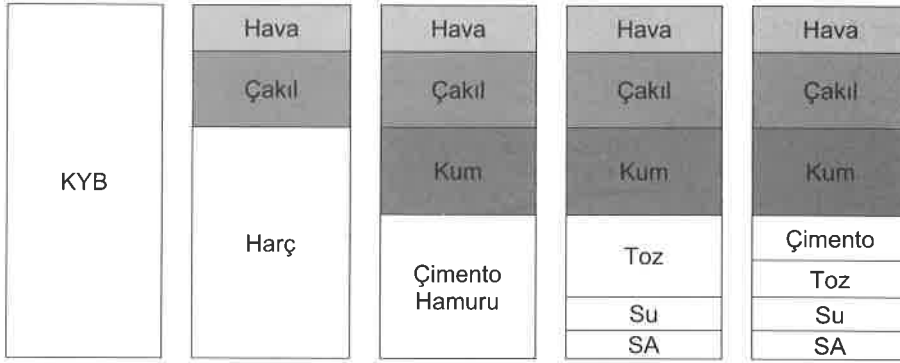 KYB
Hava
Çakıl
Harç
Hava
Çakıl
Kum
Çimento
Hamuru
Hava
Çakıl
Kum
Toz
Su
SA
Hava
Çakıl
Kum
Çimento
Toz
Su
SA